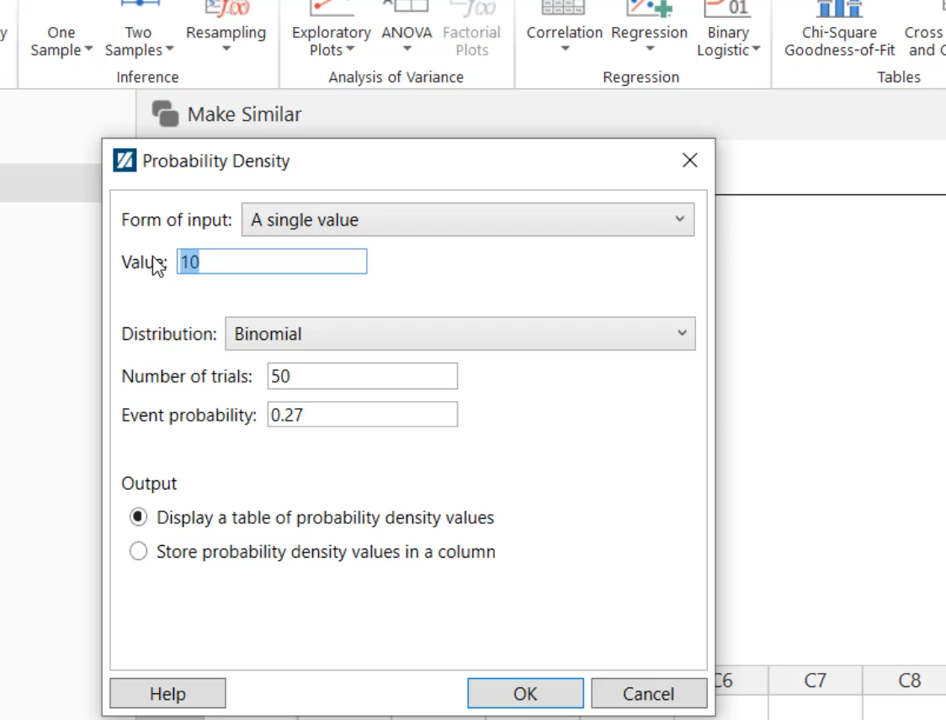 y
One Sample
Two Samples
Resampling
Exploratory Plots
ANOVA
Factorial Plots
Correlation
Regression
Binary Logistic
Chi-Square Goodness-of-Fit
Cross and C
Inference
Analysis of Variance
Regression
Tables
Make Similar
Probability Density
Form of input: A single value
Value: 10
Distribution: Binomial
Number of trials: 50
Event probability: 0.27
Output
Display a table of probability density values
Store probability density values in a column
Help OK Cancel
C6 C7 C8